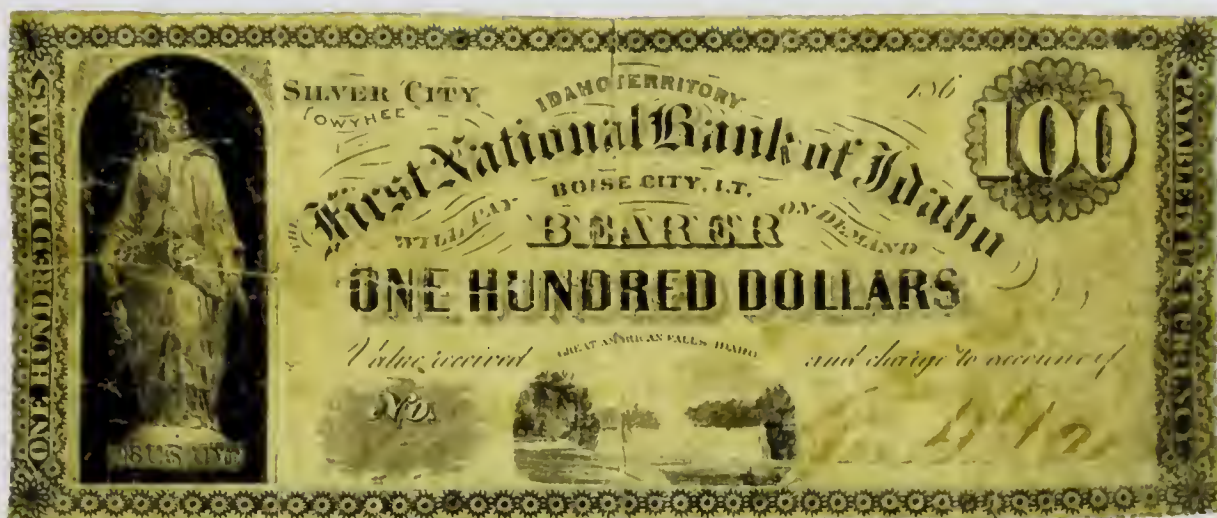 ONE HUNDRED DOLLARS
SILVER CITY
OWYHEE
IDAHO TERRITORY
186
100
First National Bank of Idaho
BOISE CITY, I.T.
WILL PAY
BEARER
ON DEMAND
ONE HUNDRED DOLLARS
Value received
GREAT AMERICAN FALLS IDAHO
and charge to account of
No.
PAYABLE IN U.S. CURRENCY